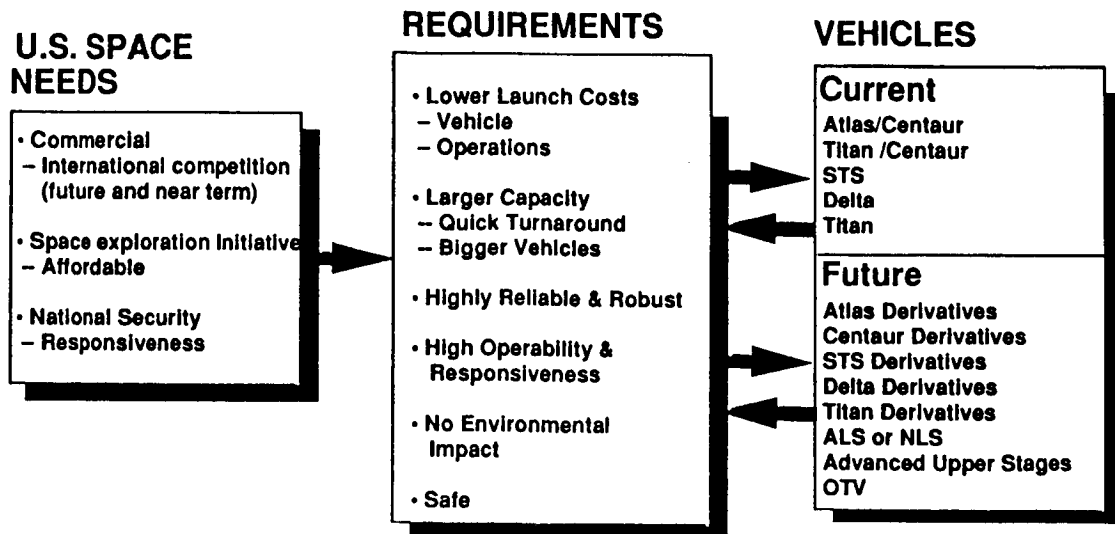 U.S. SPACE
NEEDS
• Commercial
– International competition
(future and near term)
• Space exploration Initiative
– Affordable
• National Security
– Responsiveness
REQUIREMENTS
• Lower Launch Costs
– Vehicle
– Operations
• Larger Capacity
– Quick Turnaround
– Bigger Vehicles
• Highly Reliable & Robust
• High Operability &
Responsiveness
• No Environmental
Impact
• Safe
VEHICLES
Current
Atlas/Centaur
Titan /Centaur
STS
Delta
Titan
Future
Atlas Derivatives
Centaur Derivatives
STS Derivatives
Delta Derivatives
Titan Derivatives
ALS or NLS
Advanced Upper Stages
OTV